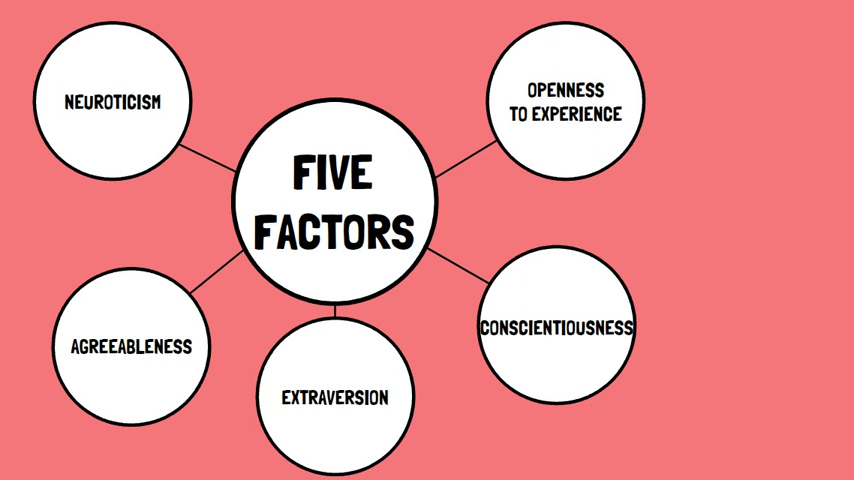 NEUROTICISM
OPENNESS
TO EXPERIENCE
FIVE
FACTORS
AGREEABLENESS
CONSCIENTIOUSNESS
EXTRAVERSION